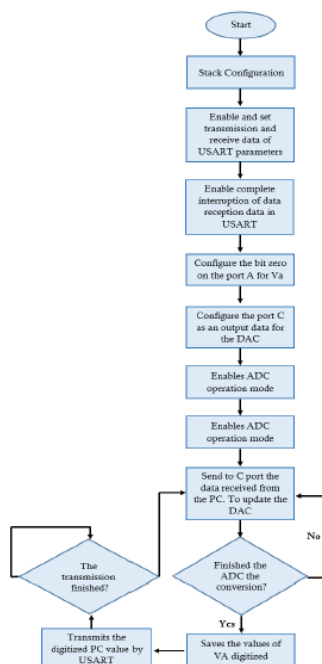 Start
Stack Configuration
Enable and set
transmission and
receive data of
USART parameters
Enable complete
interruption of data
reception data in
USART
Configure the bit zero
on the port A for Va
Configure the port C
as an output data for
the DAC
Enables ADC
operation mode
Enables ADC
operation mode
Send to C port the
data received from
the PC. To update the
DAC
No
The
transmission
finished?
Finished the
ADC the
conversion?
Yes
Transmits the
digitized PC value by
USART
Saves the values of
VA digitized